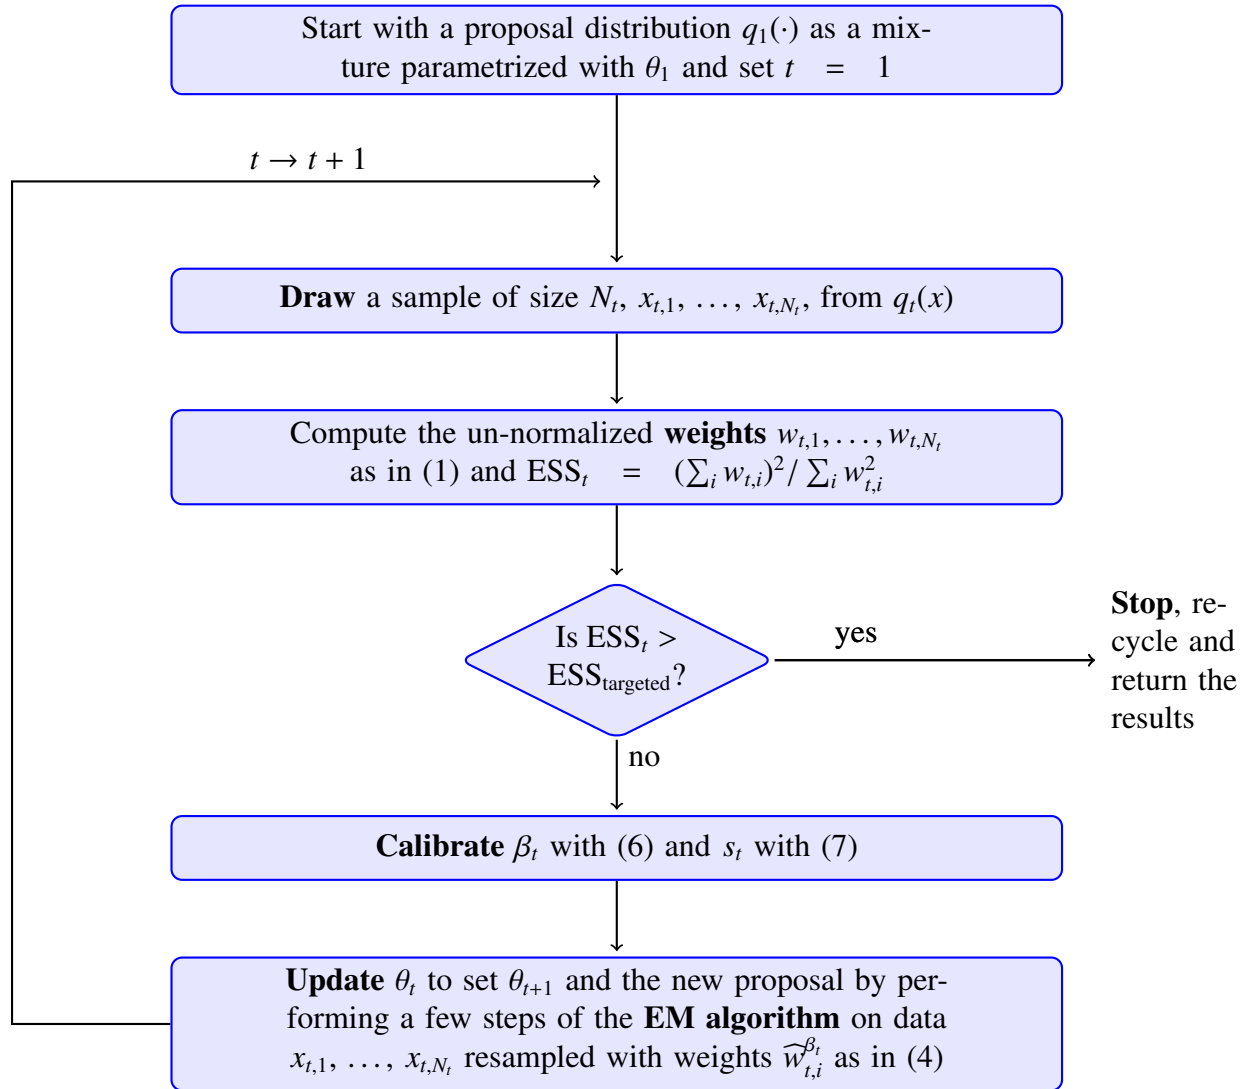 Start with a proposal distribution q₁(·) as a mix-
ture parametrized with θ₁ and set t = 1
t → t + 1
Draw a sample of size Nₜ, xₜ,₁, …, xₜ,Nₜ, from qₜ(x)
Compute the un-normalized weights wₜ,₁, …, wₜ,Nₜ
as in (1) and ESSₜ = (∑ᵢ wₜ,ᵢ)² / ∑ᵢ w²ₜ,ᵢ
Is ESSₜ >
ESS_targeted?
yes
Stop, re-
cycle and
return the
results
no
Calibrate βₜ with (6) and sₜ with (7)
Update θₜ to set θₜ₊₁ and the new proposal by per-
forming a few steps of the EM algorithm on data
xₜ,₁, …, xₜ,Nₜ resampled with weights ŵ_{t,i}^{βₜ} as in (4)